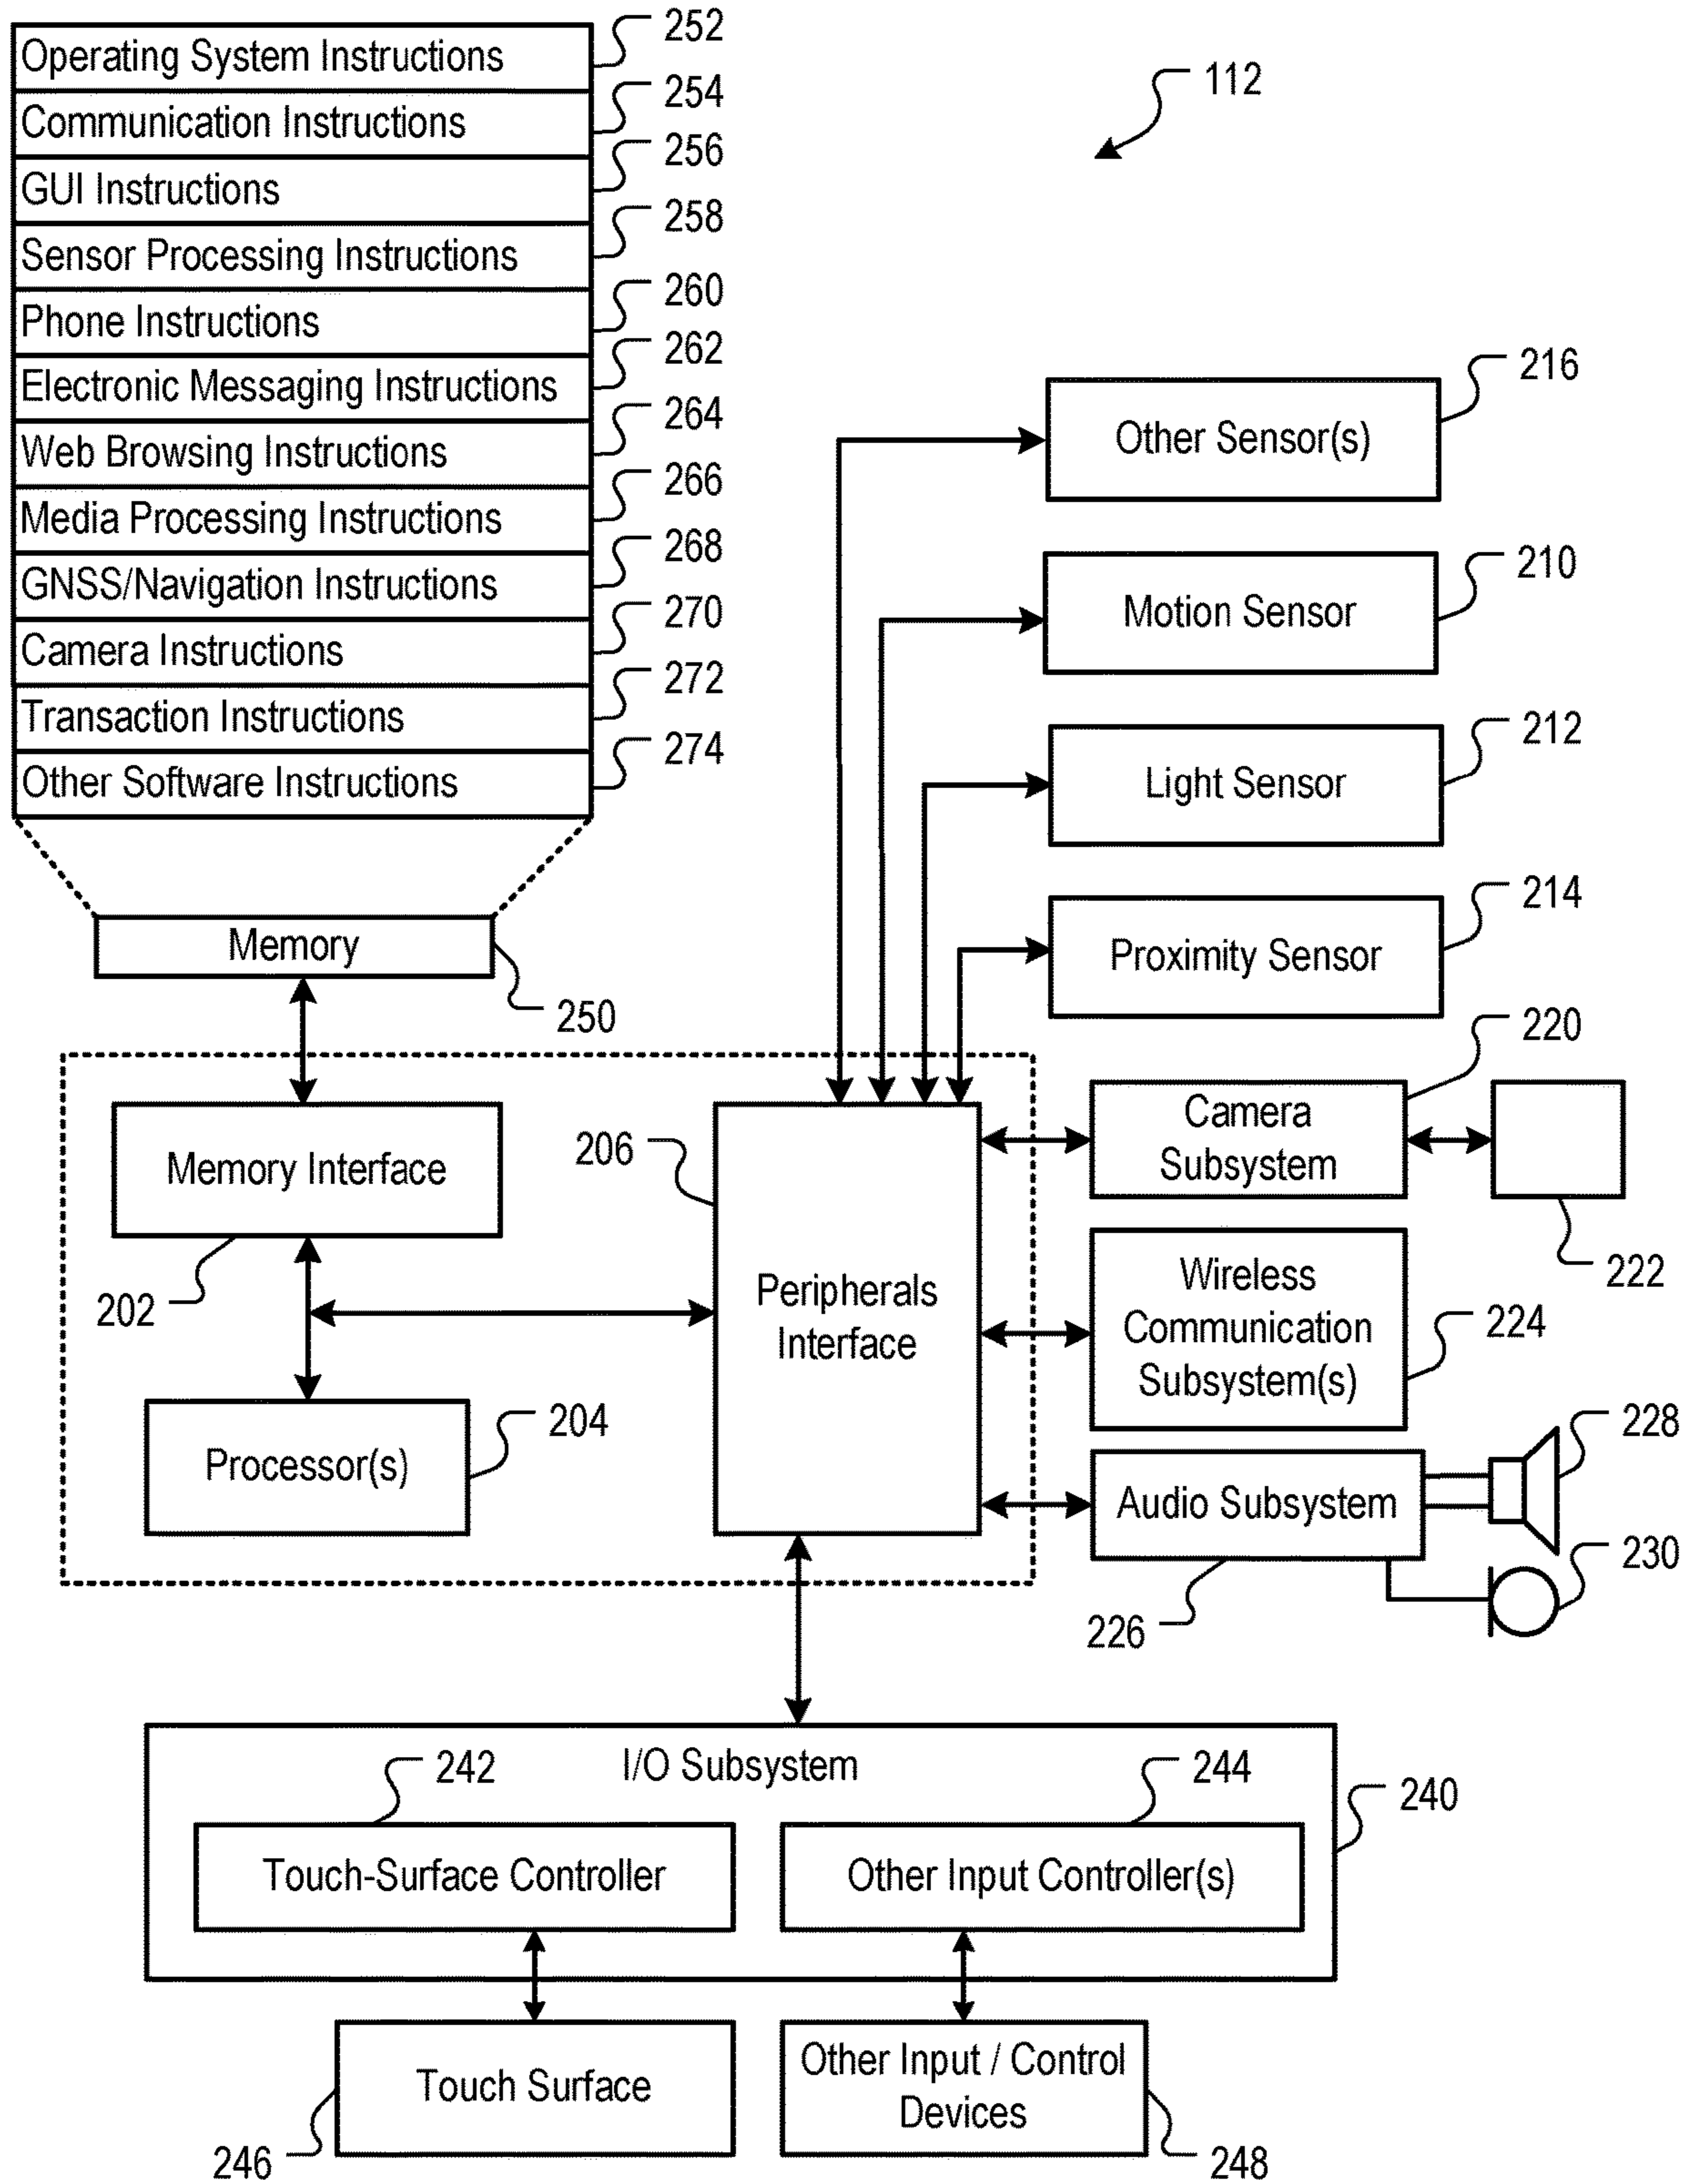 252
Operating System Instructions
254
Communication Instructions
256
GUI Instructions
258
Sensor Processing Instructions
260
Phone Instructions
262
Electronic Messaging Instructions
264
Web Browsing Instructions
266
Media Processing Instructions
268
GNSS/Navigation Instructions
270
Camera Instructions
272
Transaction Instructions
274
Other Software Instructions
Memory
250
112
216
Other Sensor(s)
210
Motion Sensor
212
Light Sensor
214
Proximity Sensor
220
Camera
Subsystem
222
Memory Interface
202
206
Peripherals
Interface
Wireless
Communication
Subsystem(s)
224
Processor(s)
204
Audio Subsystem
226
228
230
I/O Subsystem
240
242
Touch-Surface Controller
244
Other Input Controller(s)
Touch Surface
246
Other Input / Control
Devices
248